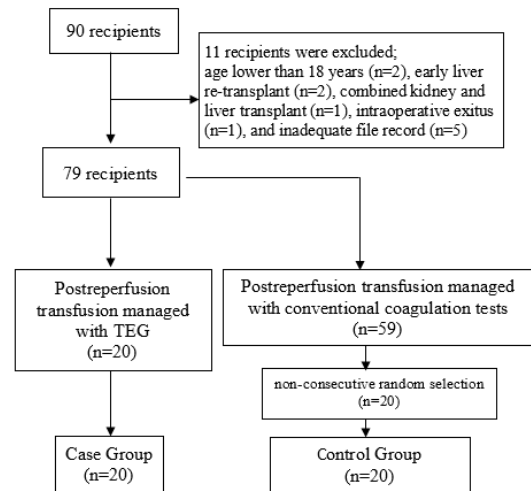 90 recipients
11 recipients were excluded;
age lower than 18 years (n=2), early liver
re-transplant (n=2), combined kidney and
liver transplant (n=1), intraoperative exitus
(n=1), and inadequate file record (n=5)
79 recipients
Postreperfusion
transfusion managed
with TEG
(n=20)
Postreperfusion transfusion managed
with conventional coagulation tests
(n=59)
non-consecutive random selection
(n=20)
Case Group
(n=20)
Control Group
(n=20)